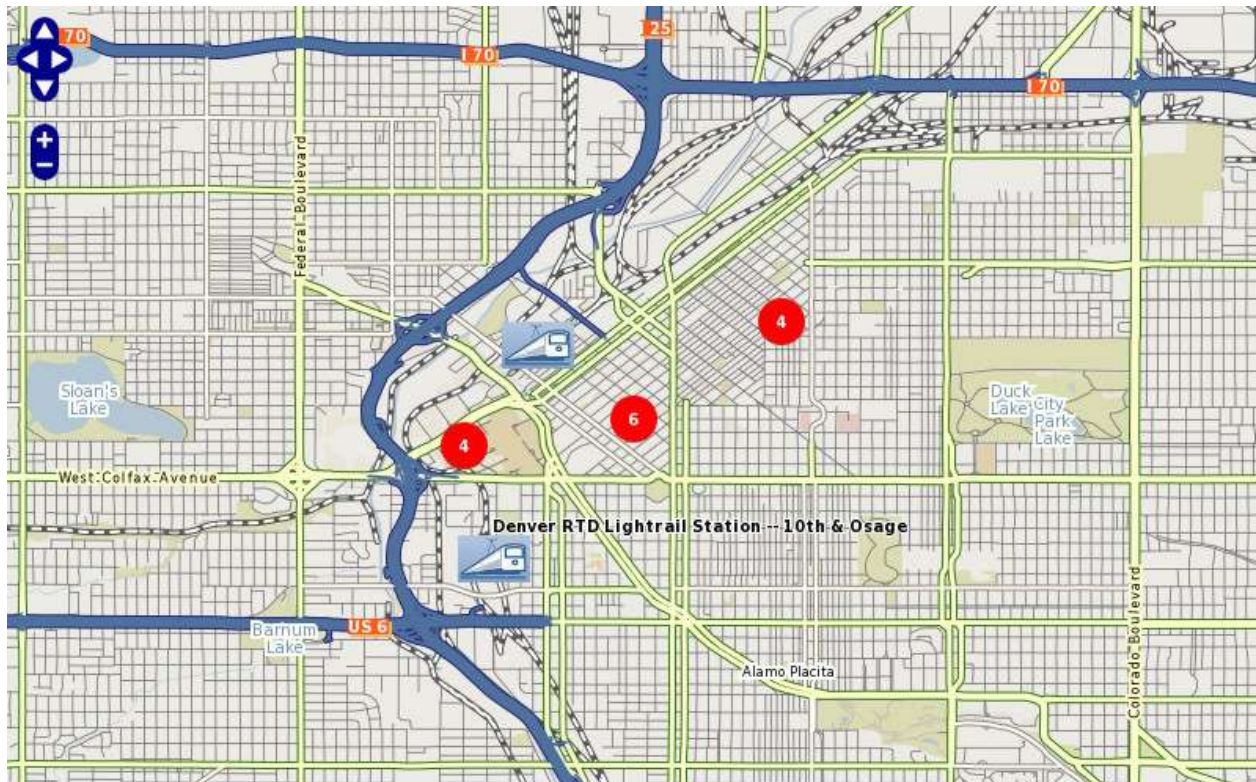 25
70
I 70
I 70
Federal Boulevard
4
Sloan's
Lake
Duck
Lake
City
Park
Lake
6
4
West Colfax Avenue
Denver RTD Lightrail Station -- 10th & Osage
US 6
Barnum
Lake
Alamo Placita
Colorado Boulevard